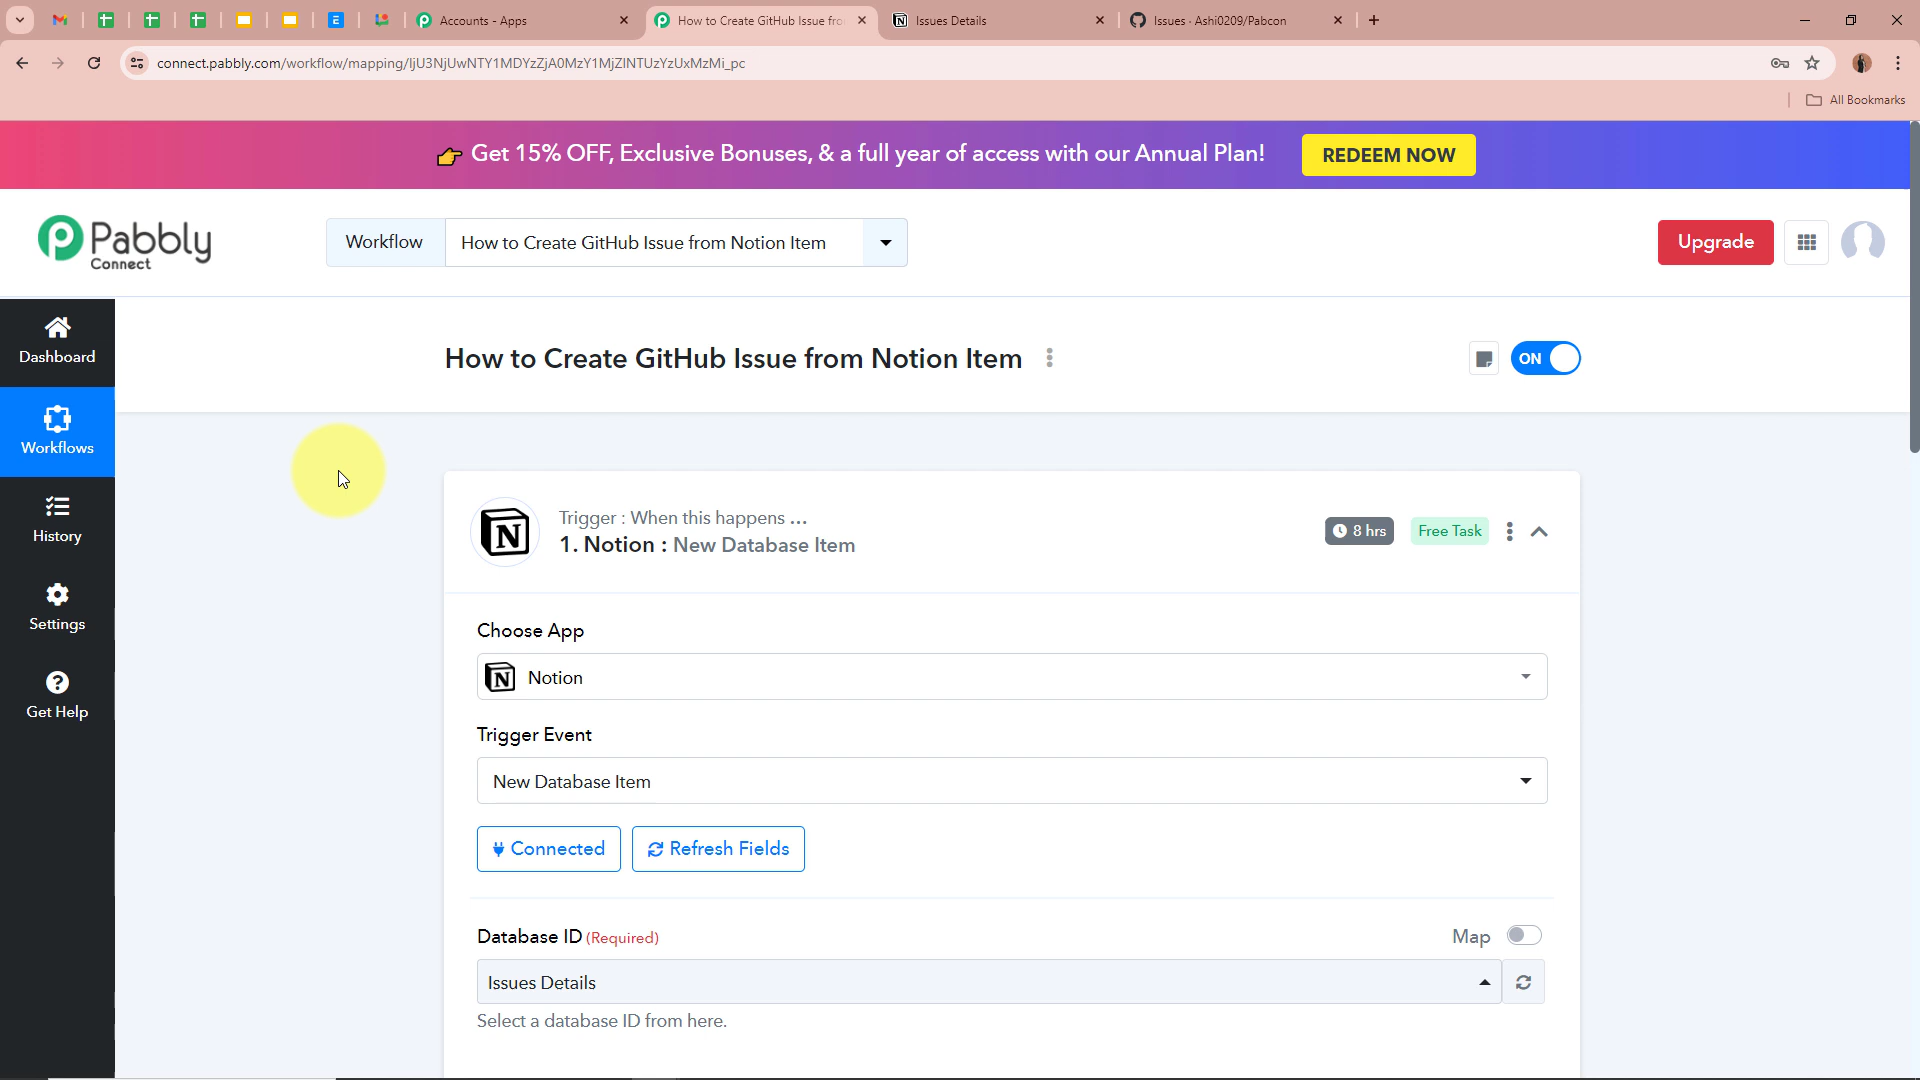 Accounts - Apps
How to Create GitHub Issue fro
Issues Details
Issues · Ashi0209/Pabcon
connect.pabbly.com/workflow/mapping/IjU3NjUwNTY1MDYzZjA0MzY1MjZlNTUzYzUxMzMi_pc
All Bookmarks
Get 15% OFF, Exclusive Bonuses, & a full year of access with our Annual Plan!
REDEEM NOW
Pabbly
Connect
Workflow
How to Create GitHub Issue from Notion Item
Upgrade
Dashboard
Workflows
History
Settings
Get Help
How to Create GitHub Issue from Notion Item
ON
Trigger : When this happens ...
1. Notion : New Database Item
8 hrs
Free Task
Choose App
Notion
Trigger Event
New Database Item
Connected
Refresh Fields
Database ID (Required)
Map
Issues Details
Select a database ID from here.